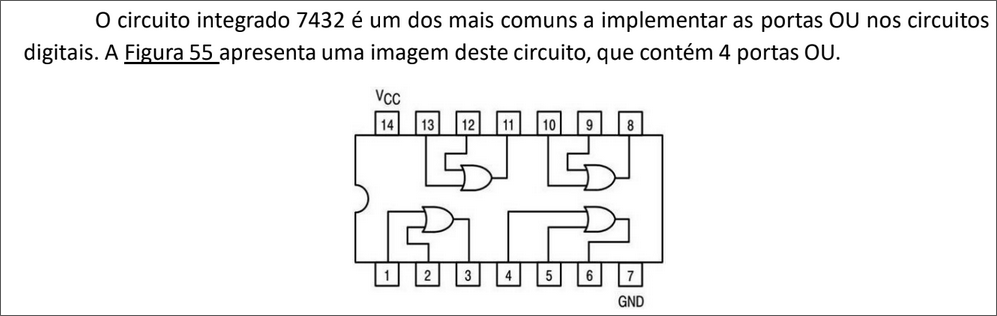 O circuito integrado 7432 é um dos mais comuns a implementar as portas OU nos circuitos
digitais. A Figura 55 apresenta uma imagem deste circuito, que contém 4 portas OU.
VCC
14 13 12 11 10 9 8
1 2 3 4 5 6 7
GND